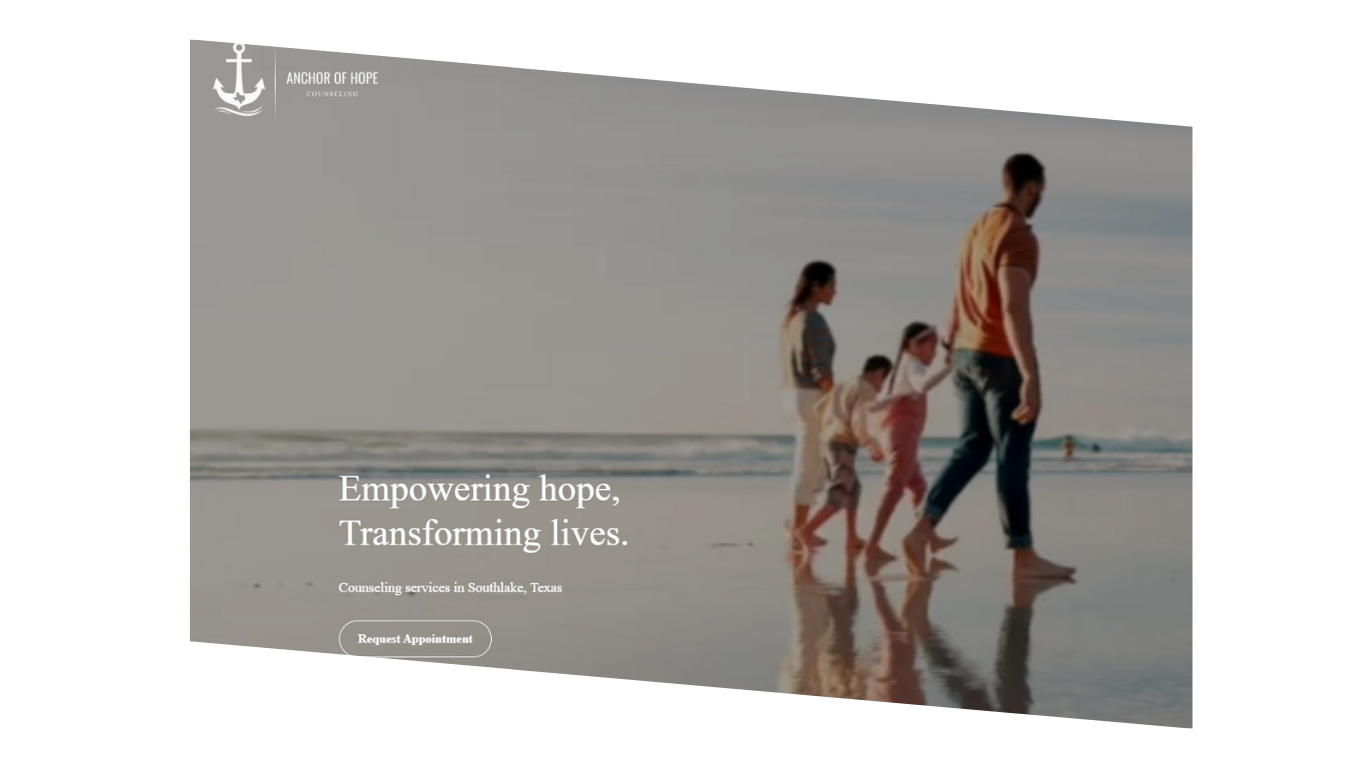 ANCHOR OF HOPE
COUNSELING
Empowering hope,
Transforming lives.
Counseling services in Southlake, Texas
Request Appointment